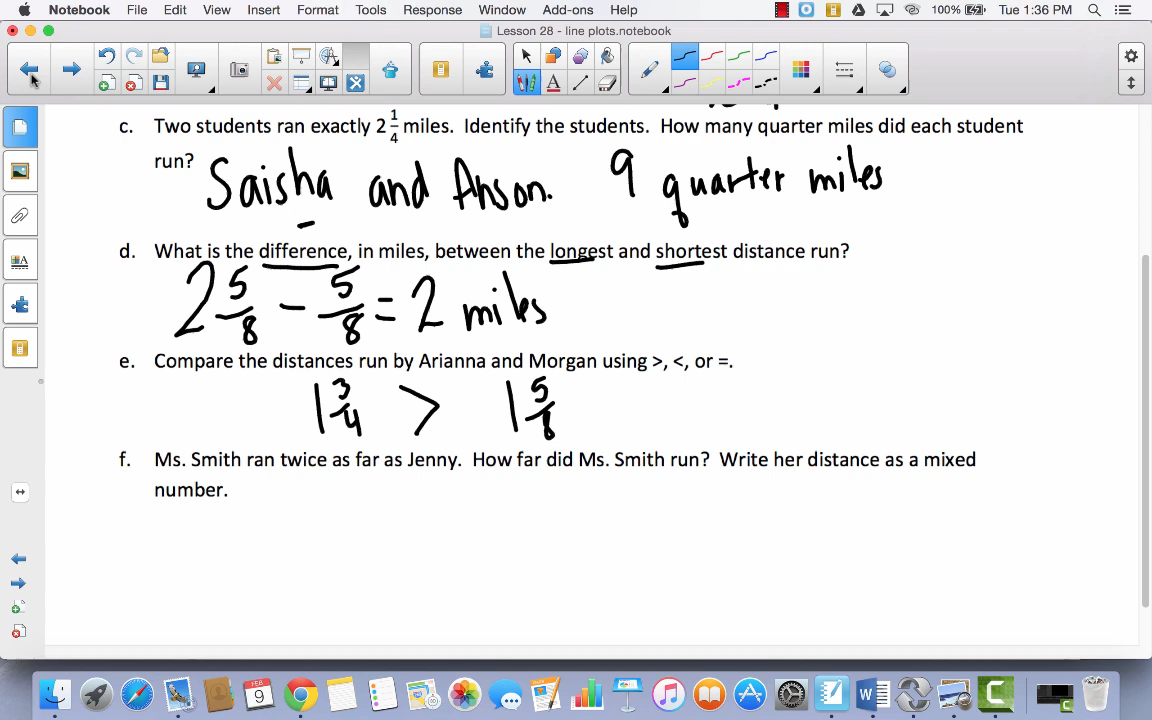 Notebook File Edit View Insert Format Tools Response Window Add-ons Help 100% Tue 1:36 PM
Lesson 28 - line plots.notebook
c. Two students ran exactly 2 1/4 miles. Identify the students. How many quarter miles did each student
run? Saisha and Anson. 9 quarter miles
d. What is the difference, in miles, between the longest and shortest distance run?
2 5/8 − 5/8 = 2 miles
e. Compare the distances run by Arianna and Morgan using >, <, or =.
1 3/4 > 1 5/8
f. Ms. Smith ran twice as far as Jenny. How far did Ms. Smith run? Write her distance as a mixed
number.
FEB
9